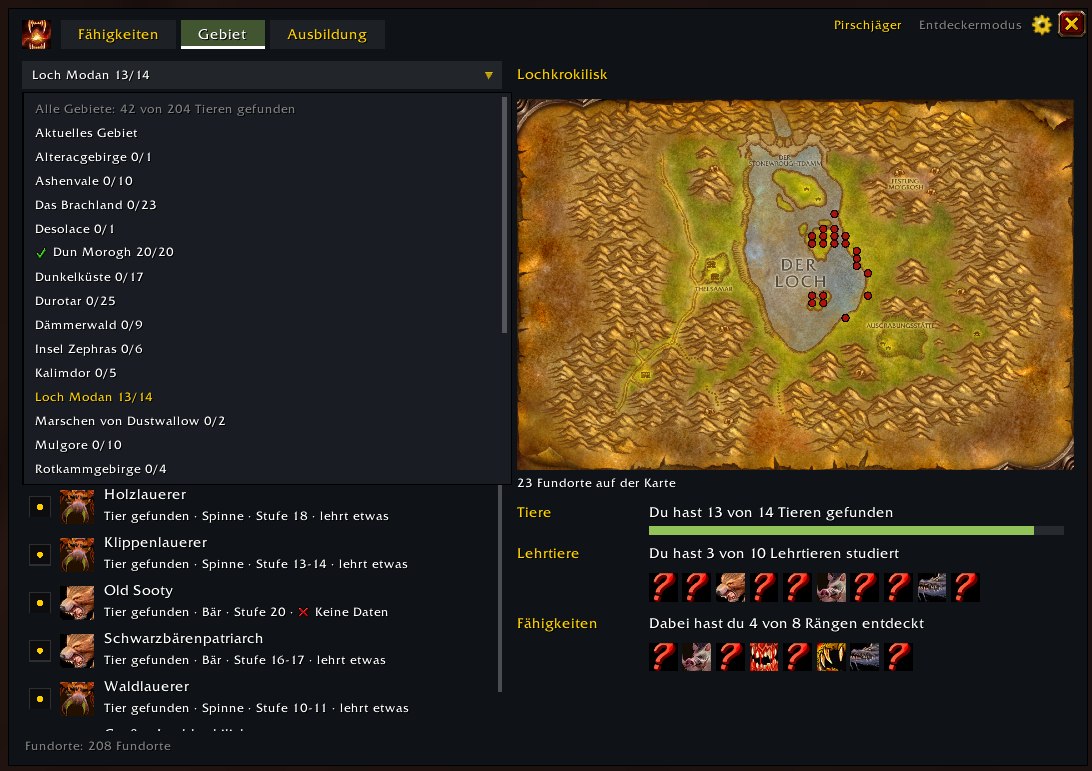 Fähigkeiten
Gebiet
Ausbildung
Pirschjäger
Entdeckermodus
Loch Modan 13/14
Alle Gebiete: 42 von 204 Tieren gefunden
Aktuelles Gebiet
Alteracgebirge 0/1
Ashenvale 0/10
Das Brachland 0/23
Desolace 0/1
Dun Morogh 20/20
Dunkelküste 0/17
Durotar 0/25
Dämmerwald 0/9
Insel Zephras 0/6
Kalimdor 0/5
Loch Modan 13/14
Marschen von Dustwallow 0/2
Mulgore 0/10
Rotkammgebirge 0/4
Holzlauerer
Tier gefunden · Spinne · Stufe 18 · lehrt etwas
Klippenlauerer
Tier gefunden · Spinne · Stufe 13-14 · lehrt etwas
Old Sooty
Tier gefunden · Bär · Stufe 20 · Keine Daten
Schwarzbärenpatriarch
Tier gefunden · Bär · Stufe 16-17 · lehrt etwas
Waldlauerer
Tier gefunden · Spinne · Stufe 10-11 · lehrt etwas
Fundorte: 208 Fundorte
Lochkrokilisk
DER
STONEWROUGHTDAMM
FESTUNG
MO'GROSH
DER
LOCH
THELSAMAR
AUSGRABUNGSSTÄTTE
23 Fundorte auf der Karte
Tiere
Du hast 13 von 14 Tieren gefunden
Lehrtiere
Du hast 3 von 10 Lehrtieren studiert
Fähigkeiten
Dabei hast du 4 von 8 Rängen entdeckt